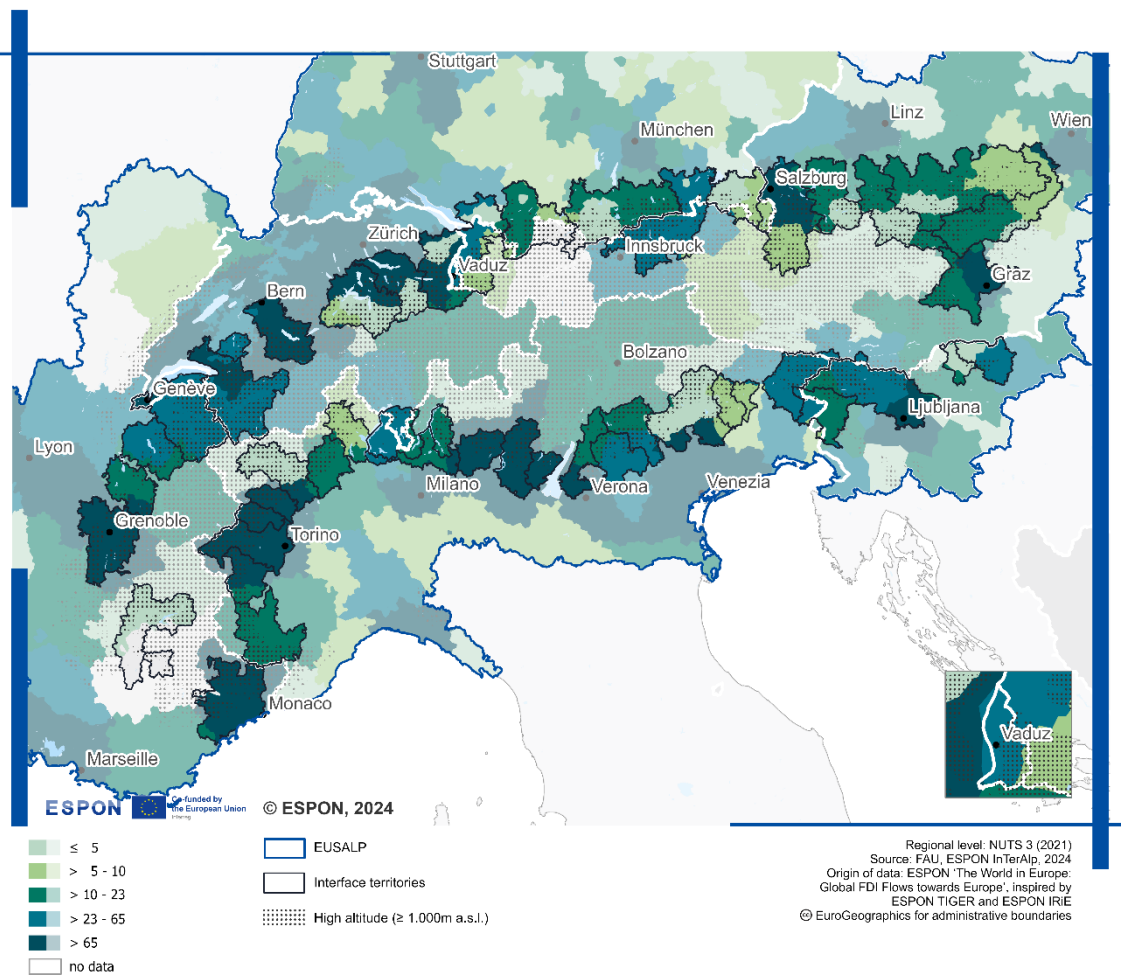 Stuttgart
München
Linz
Wien
Salzburg
Zürich
Vaduz
Innsbruck
Graz
Bern
Bolzano
Genève
Ljubljana
Lyon
Milano
Verona
Venezia
Grenoble
Torino
Monaco
Vaduz
Marseille
ESPON
Co-funded by
the European Union
Interreg
© ESPON, 2024
≤ 5
> 5 - 10
> 10 - 23
> 23 - 65
> 65
no data
EUSALP
Interface territories
High altitude (≥ 1.000m a.s.l.)
Regional level: NUTS 3 (2021)
Source: FAU, ESPON InTerAlp, 2024
Origin of data: ESPON 'The World in Europe:
Global FDI Flows towards Europe', inspired by
ESPON TIGER and ESPON IRiE
cc EuroGeographics for administrative boundaries